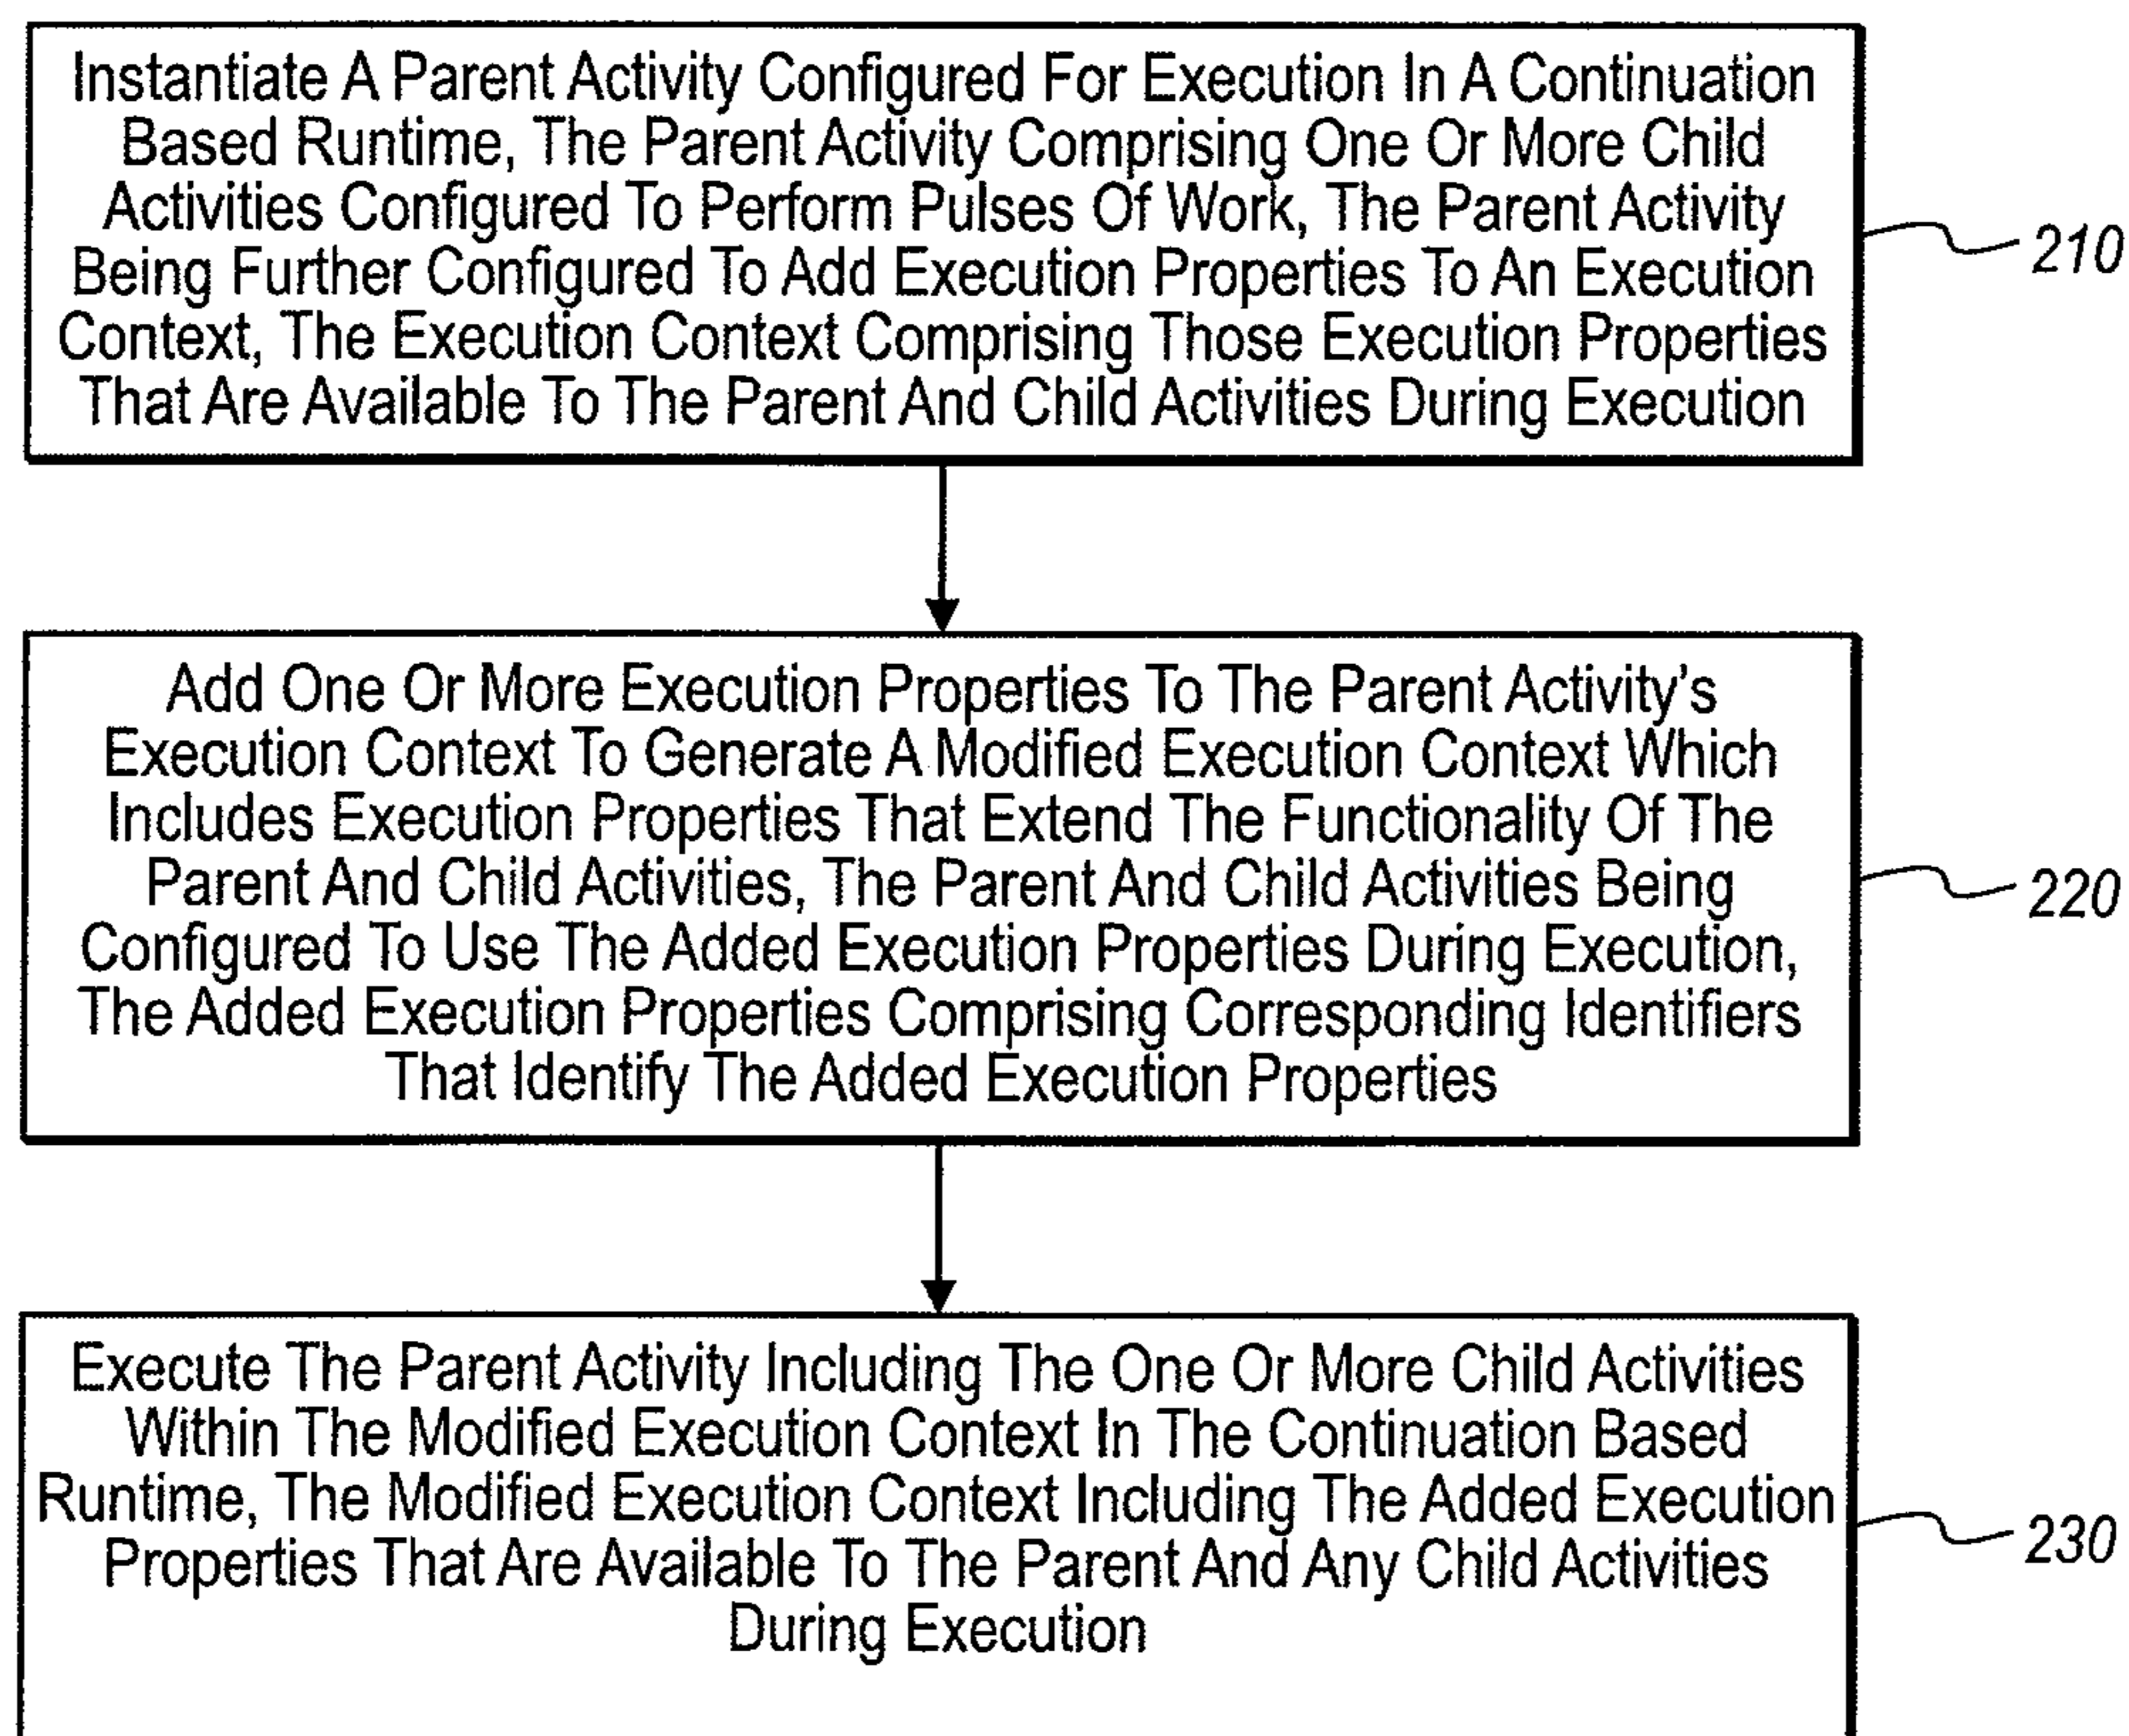 Instantiate A Parent Activity Configured For Execution In A Continuation
Based Runtime, The Parent Activity Comprising One Or More Child
Activities Configured To Perform Pulses Of Work, The Parent Activity
Being Further Configured To Add Execution Properties To An Execution
Context, The Execution Context Comprising Those Execution Properties
That Are Available To The Parent And Child Activities During Execution
210
Add One Or More Execution Properties To The Parent Activity's
Execution Context To Generate A Modified Execution Context Which
Includes Execution Properties That Extend The Functionality Of The
Parent And Child Activities, The Parent And Child Activities Being
Configured To Use The Added Execution Properties During Execution,
The Added Execution Properties Comprising Corresponding Identifiers
That Identify The Added Execution Properties
220
Execute The Parent Activity Including The One Or More Child Activities
Within The Modified Execution Context In The Continuation Based
Runtime, The Modified Execution Context Including The Added Execution
Properties That Are Available To The Parent And Any Child Activities
During Execution
230